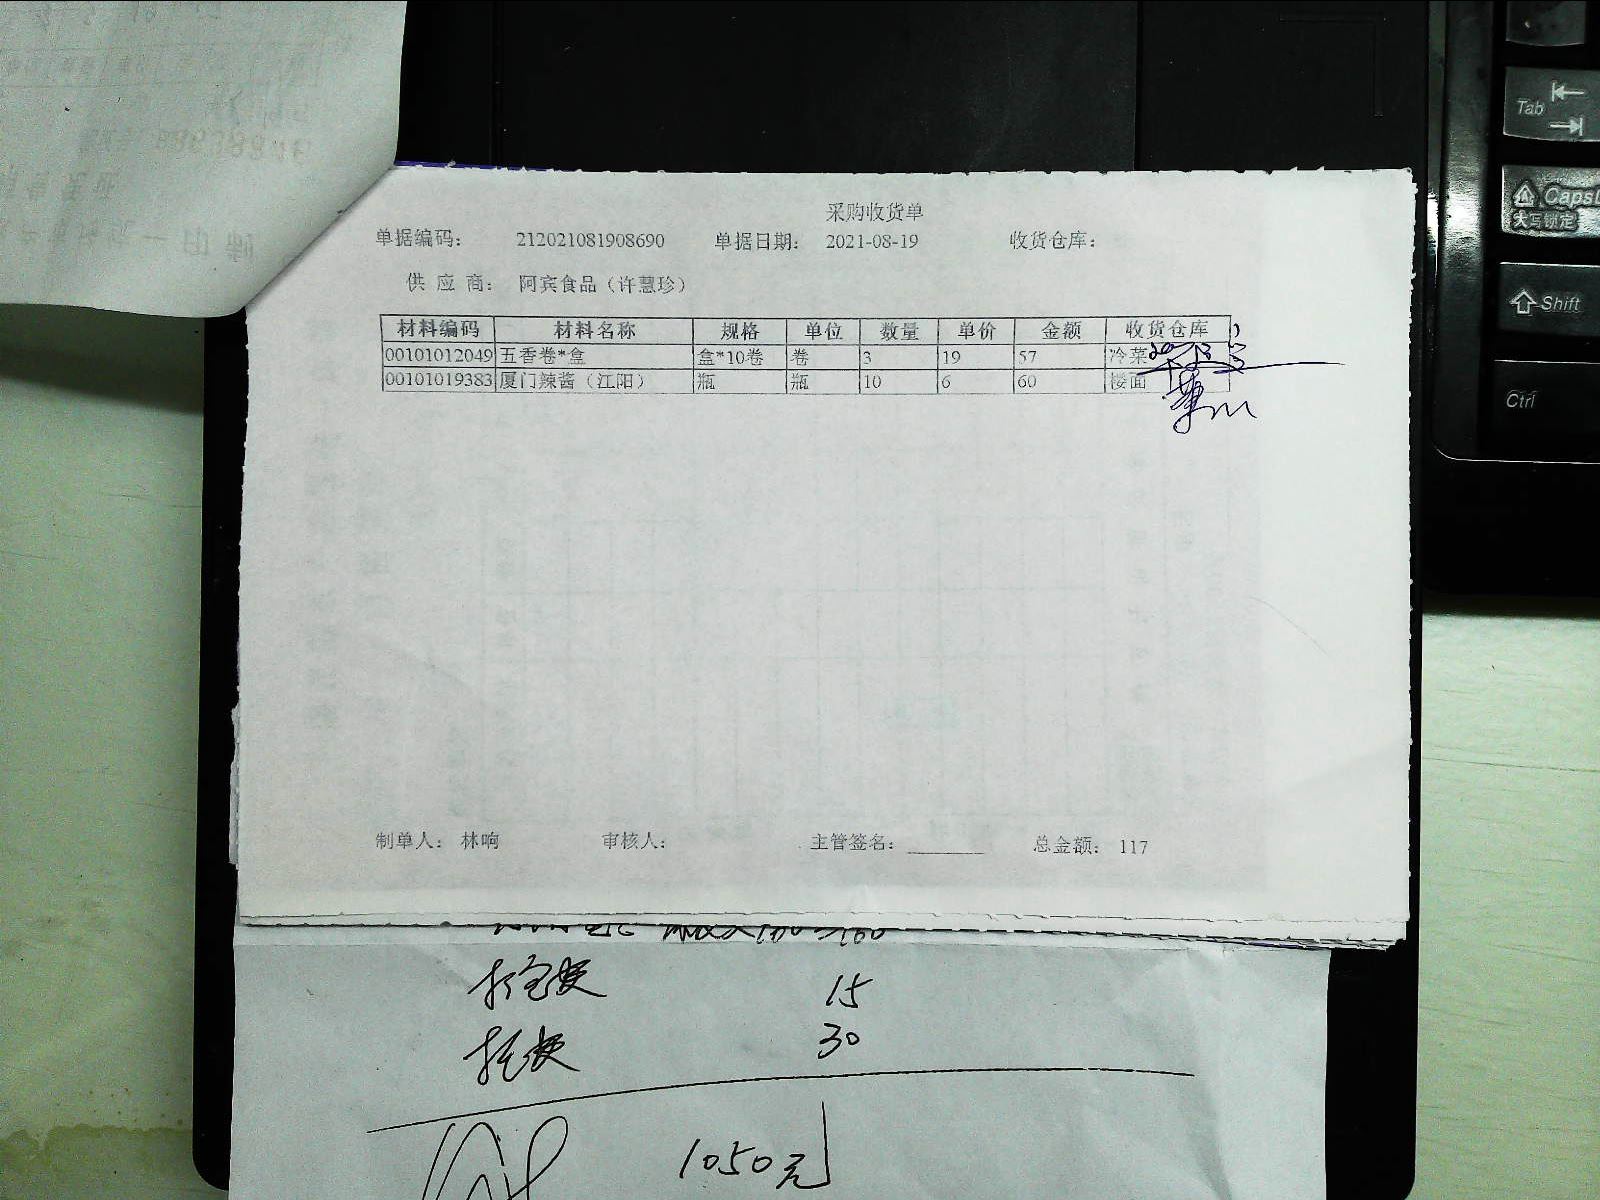 采购收货单
单据编码： 212021081908690 单据日期： 2021-08-19 收货仓库：
供 应 商： 阿宾食品（许慧珍）
材料编码 材料名称 规格 单位 数量 单价 金额 收货仓库
00101012049 五香卷*盒 盒*10卷 卷 3 19 57 冷菜
00101019383 厦门辣酱（江阳） 瓶 瓶 10 6 60 楼面
制单人： 林响 审核人： 主管签名： 总金额： 117
打包费 15
30
1050元
Tab
CapsL
大写锁定
Shift
Ctrl